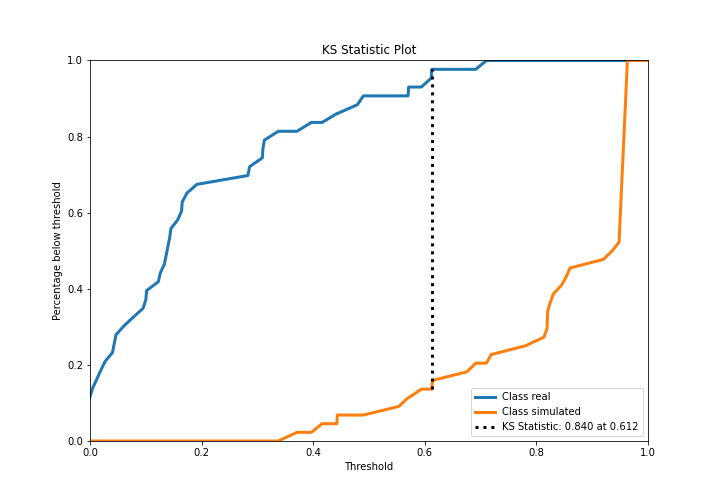 KS Statistic Plot
Percentage below threshold
1.0
0.8
0.6
0.4
0.2
0.0
0.0 0.2 0.4 0.6 0.8 1.0
Threshold
Class real
Class simulated
KS Statistic: 0.840 at 0.612